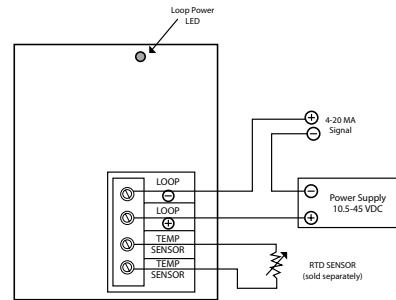 Loop Power
LED
4-20 MA
Signal
LOOP
LOOP
TEMP
SENSOR
TEMP
SENSOR
Power Supply
10.5-45 VDC
RTD SENSOR
(sold separately)